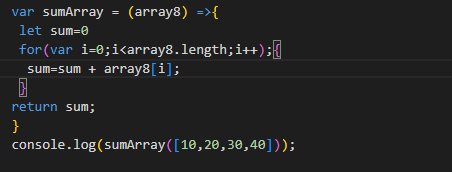 var sumArray = (array8) =>{
let sum=0
for(var i=0;i<array8.length;i++);{
sum=sum + array8[i];
}
return sum;
}
console.log(sumArray([10,20,30,40]));